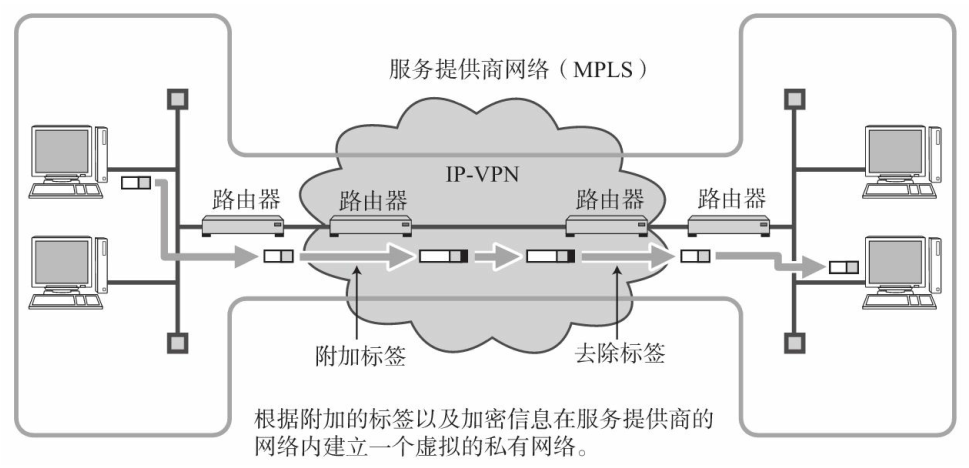 服务提供商网络（MPLS）
IP-VPN
路由器
路由器
路由器
路由器
附加标签
去除标签
根据附加的标签以及加密信息在服务提供商的
网络内建立一个虚拟的私有网络。